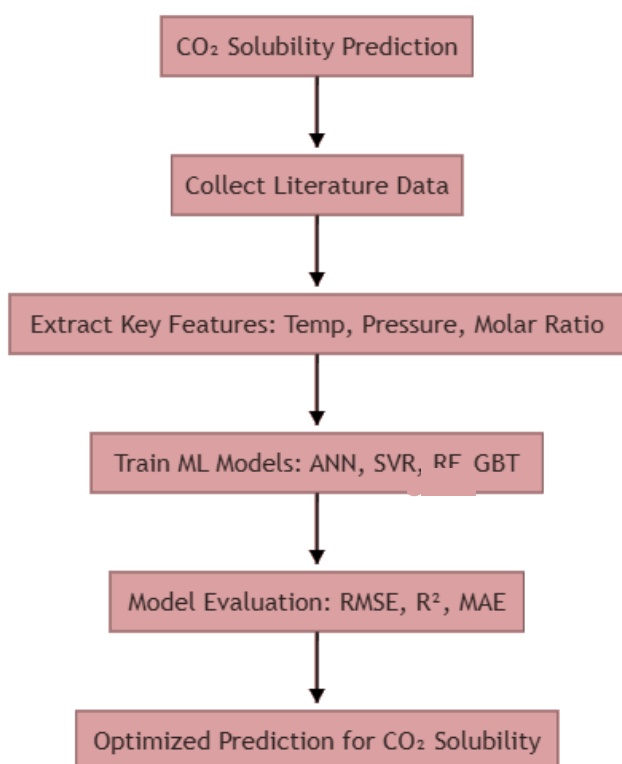 CO₂ Solubility Prediction
Collect Literature Data
Extract Key Features: Temp, Pressure, Molar Ratio
Train ML Models: ANN, SVR, RF GBT
Model Evaluation: RMSE, R², MAE
Optimized Prediction for CO₂ Solubility